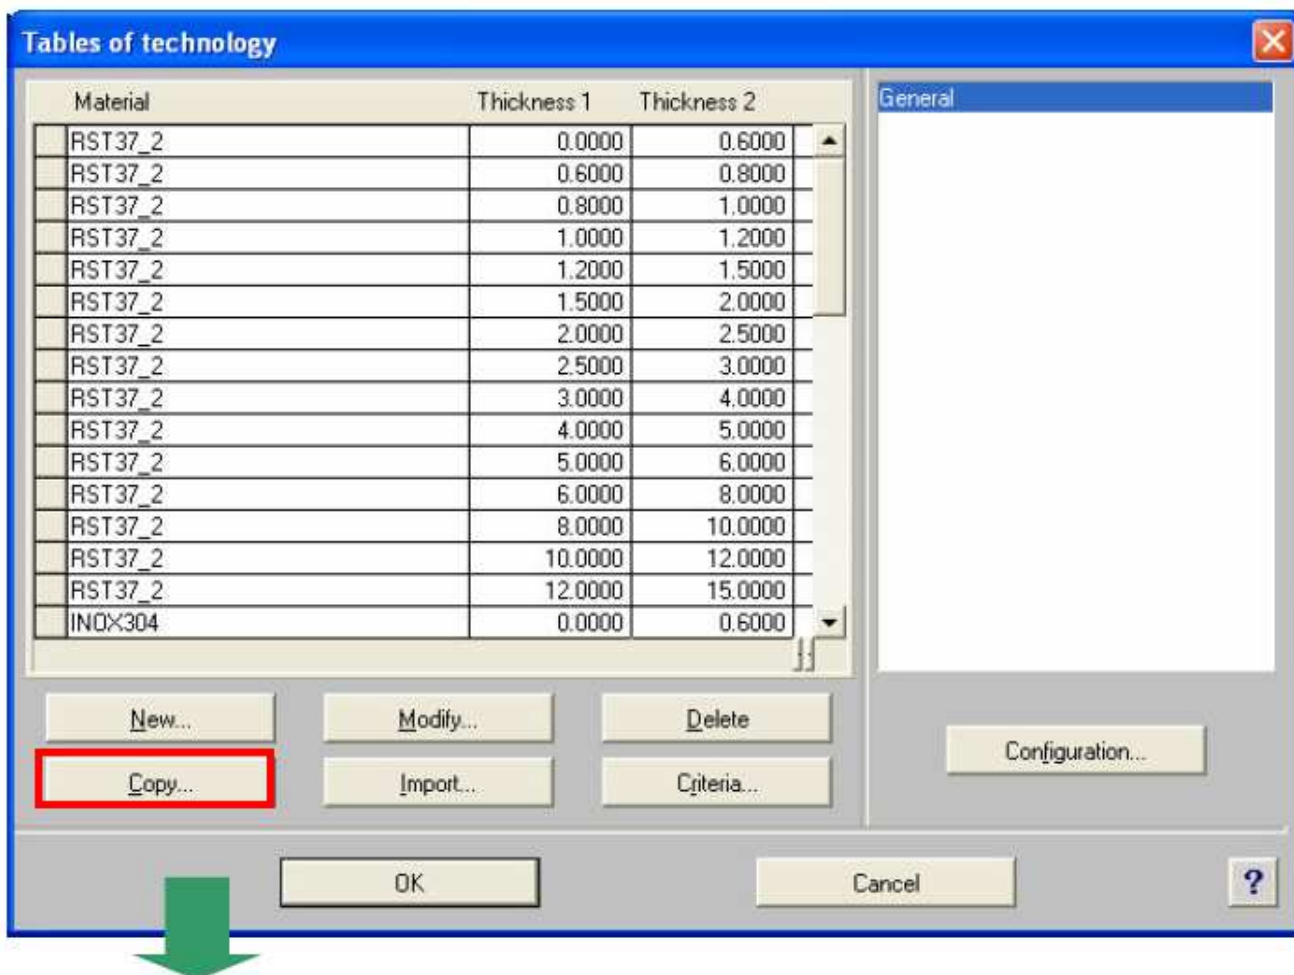 Tables of technology
Material Thickness 1 Thickness 2 General
RST37_2 0.0000 0.6000
RST37_2 0.6000 0.8000
RST37_2 0.8000 1.0000
RST37_2 1.0000 1.2000
RST37_2 1.2000 1.5000
RST37_2 1.5000 2.0000
RST37_2 2.0000 2.5000
RST37_2 2.5000 3.0000
RST37_2 3.0000 4.0000
RST37_2 4.0000 5.0000
RST37_2 5.0000 6.0000
RST37_2 6.0000 8.0000
RST37_2 8.0000 10.0000
RST37_2 10.0000 12.0000
RST37_2 12.0000 15.0000
INOX304 0.0000 0.6000
New... Modify... Delete
Configuration...
Copy... Import... Criteria...
OK Cancel ?